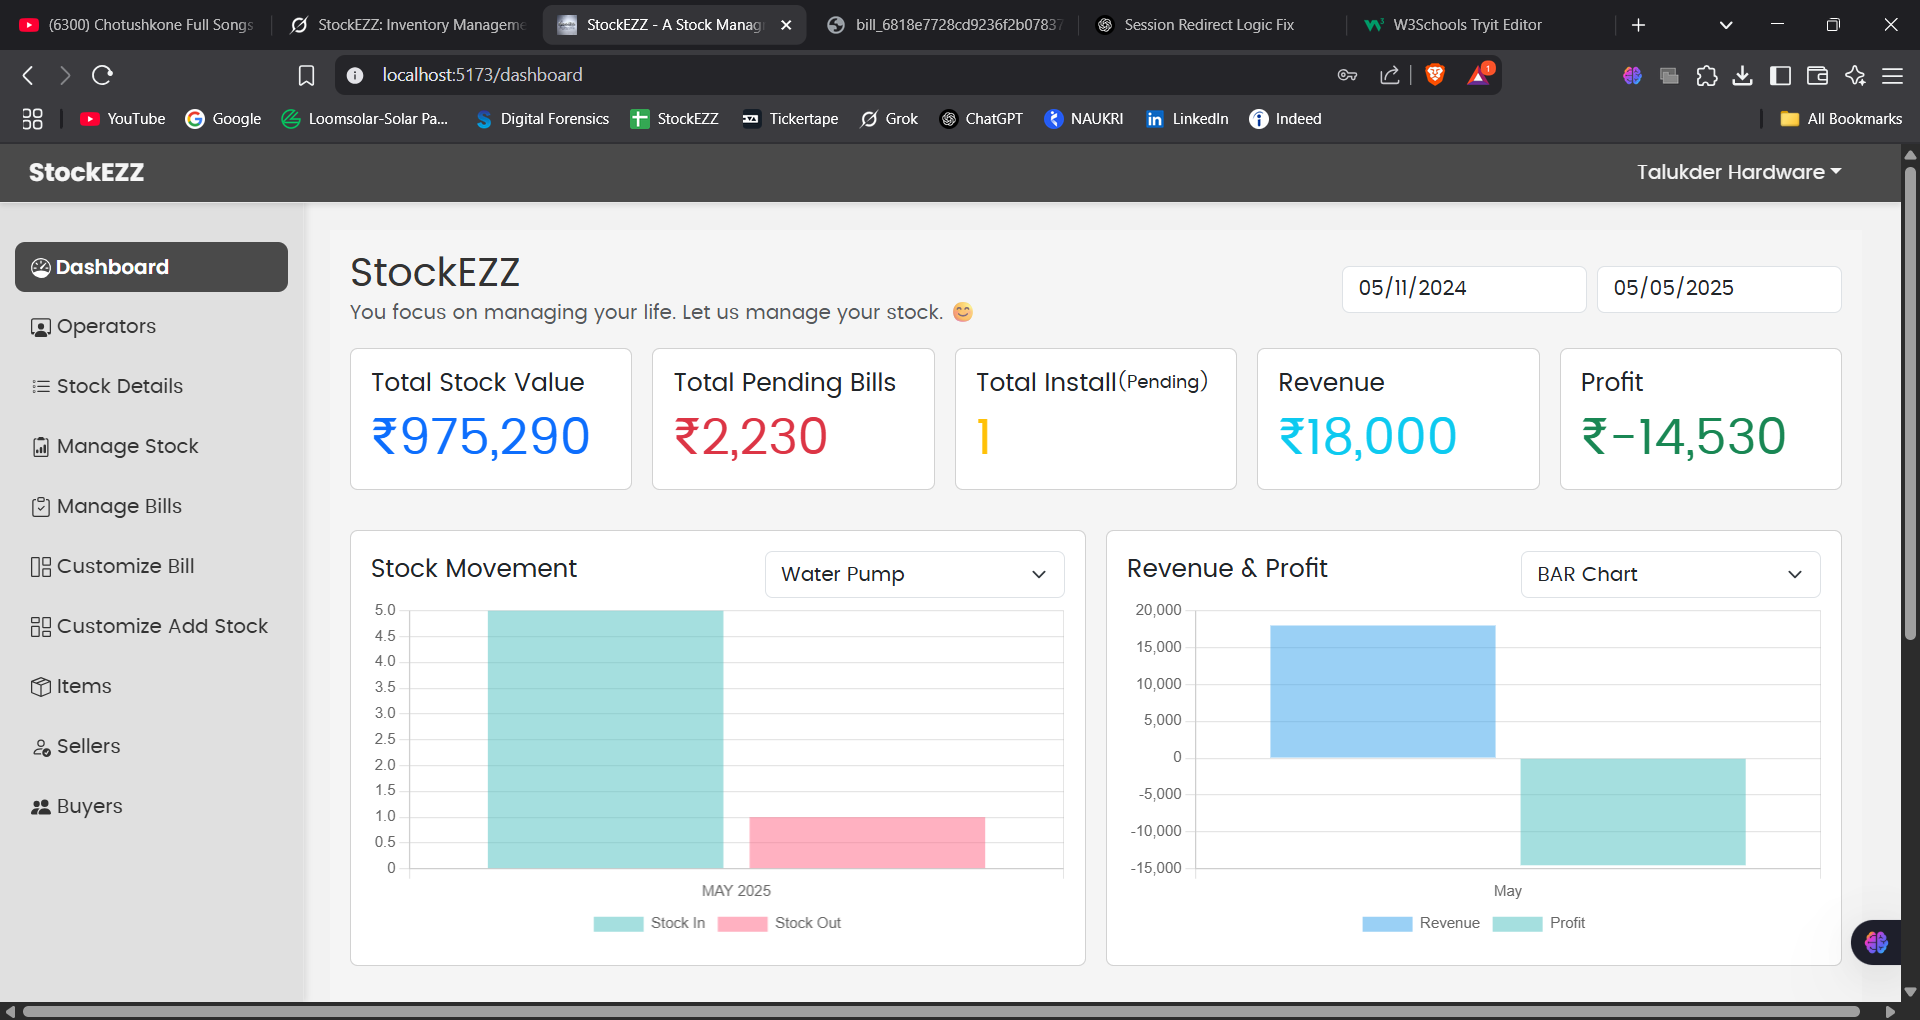 (6300) Chotushkone Full Songs
StockEZZ: Inventory Manageme
StockEZZ - A Stock Manag
bill_6818e7728cd9236f2b07837
Session Redirect Logic Fix
W3Schools Tryit Editor
localhost:5173/dashboard
1
YouTube
Google
Loomsolar-Solar Pa...
Digital Forensics
StockEZZ
Tickertape
Grok
ChatGPT
NAUKRI
LinkedIn
Indeed
All Bookmarks
StockEZZ
Talukder Hardware
Dashboard
Operators
Stock Details
Manage Stock
Manage Bills
Customize Bill
Customize Add Stock
Items
Sellers
Buyers
StockEZZ
You focus on managing your life. Let us manage your stock. 😊
05/11/2024
05/05/2025
Total Stock Value
₹975,290
Total Pending Bills
₹2,230
Total Install(Pending)
1
Revenue
₹18,000
Profit
₹-14,530
Stock Movement
Water Pump
5.0
4.5
4.0
3.5
3.0
2.5
2.0
1.5
1.0
0.5
0
MAY 2025
Stock In
Stock Out
Revenue & Profit
BAR Chart
20,000
15,000
10,000
5,000
0
-5,000
-10,000
-15,000
May
Revenue
Profit